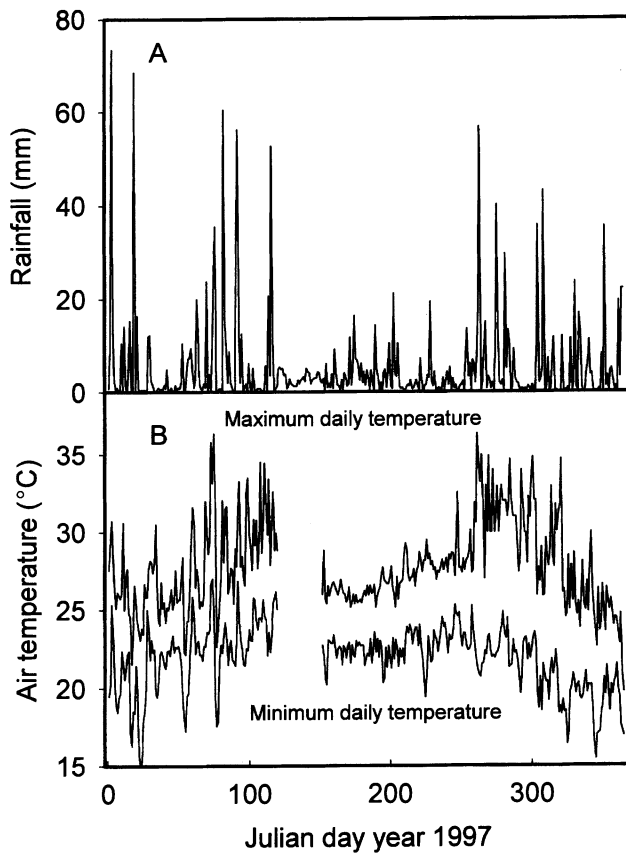 80
A
60
40
20
0
Rainfall (mm)
Maximum daily temperature
B
35
30
25
20
15
Air temperature (°C)
Minimum daily temperature
0 100 200 300
Julian day year 1997